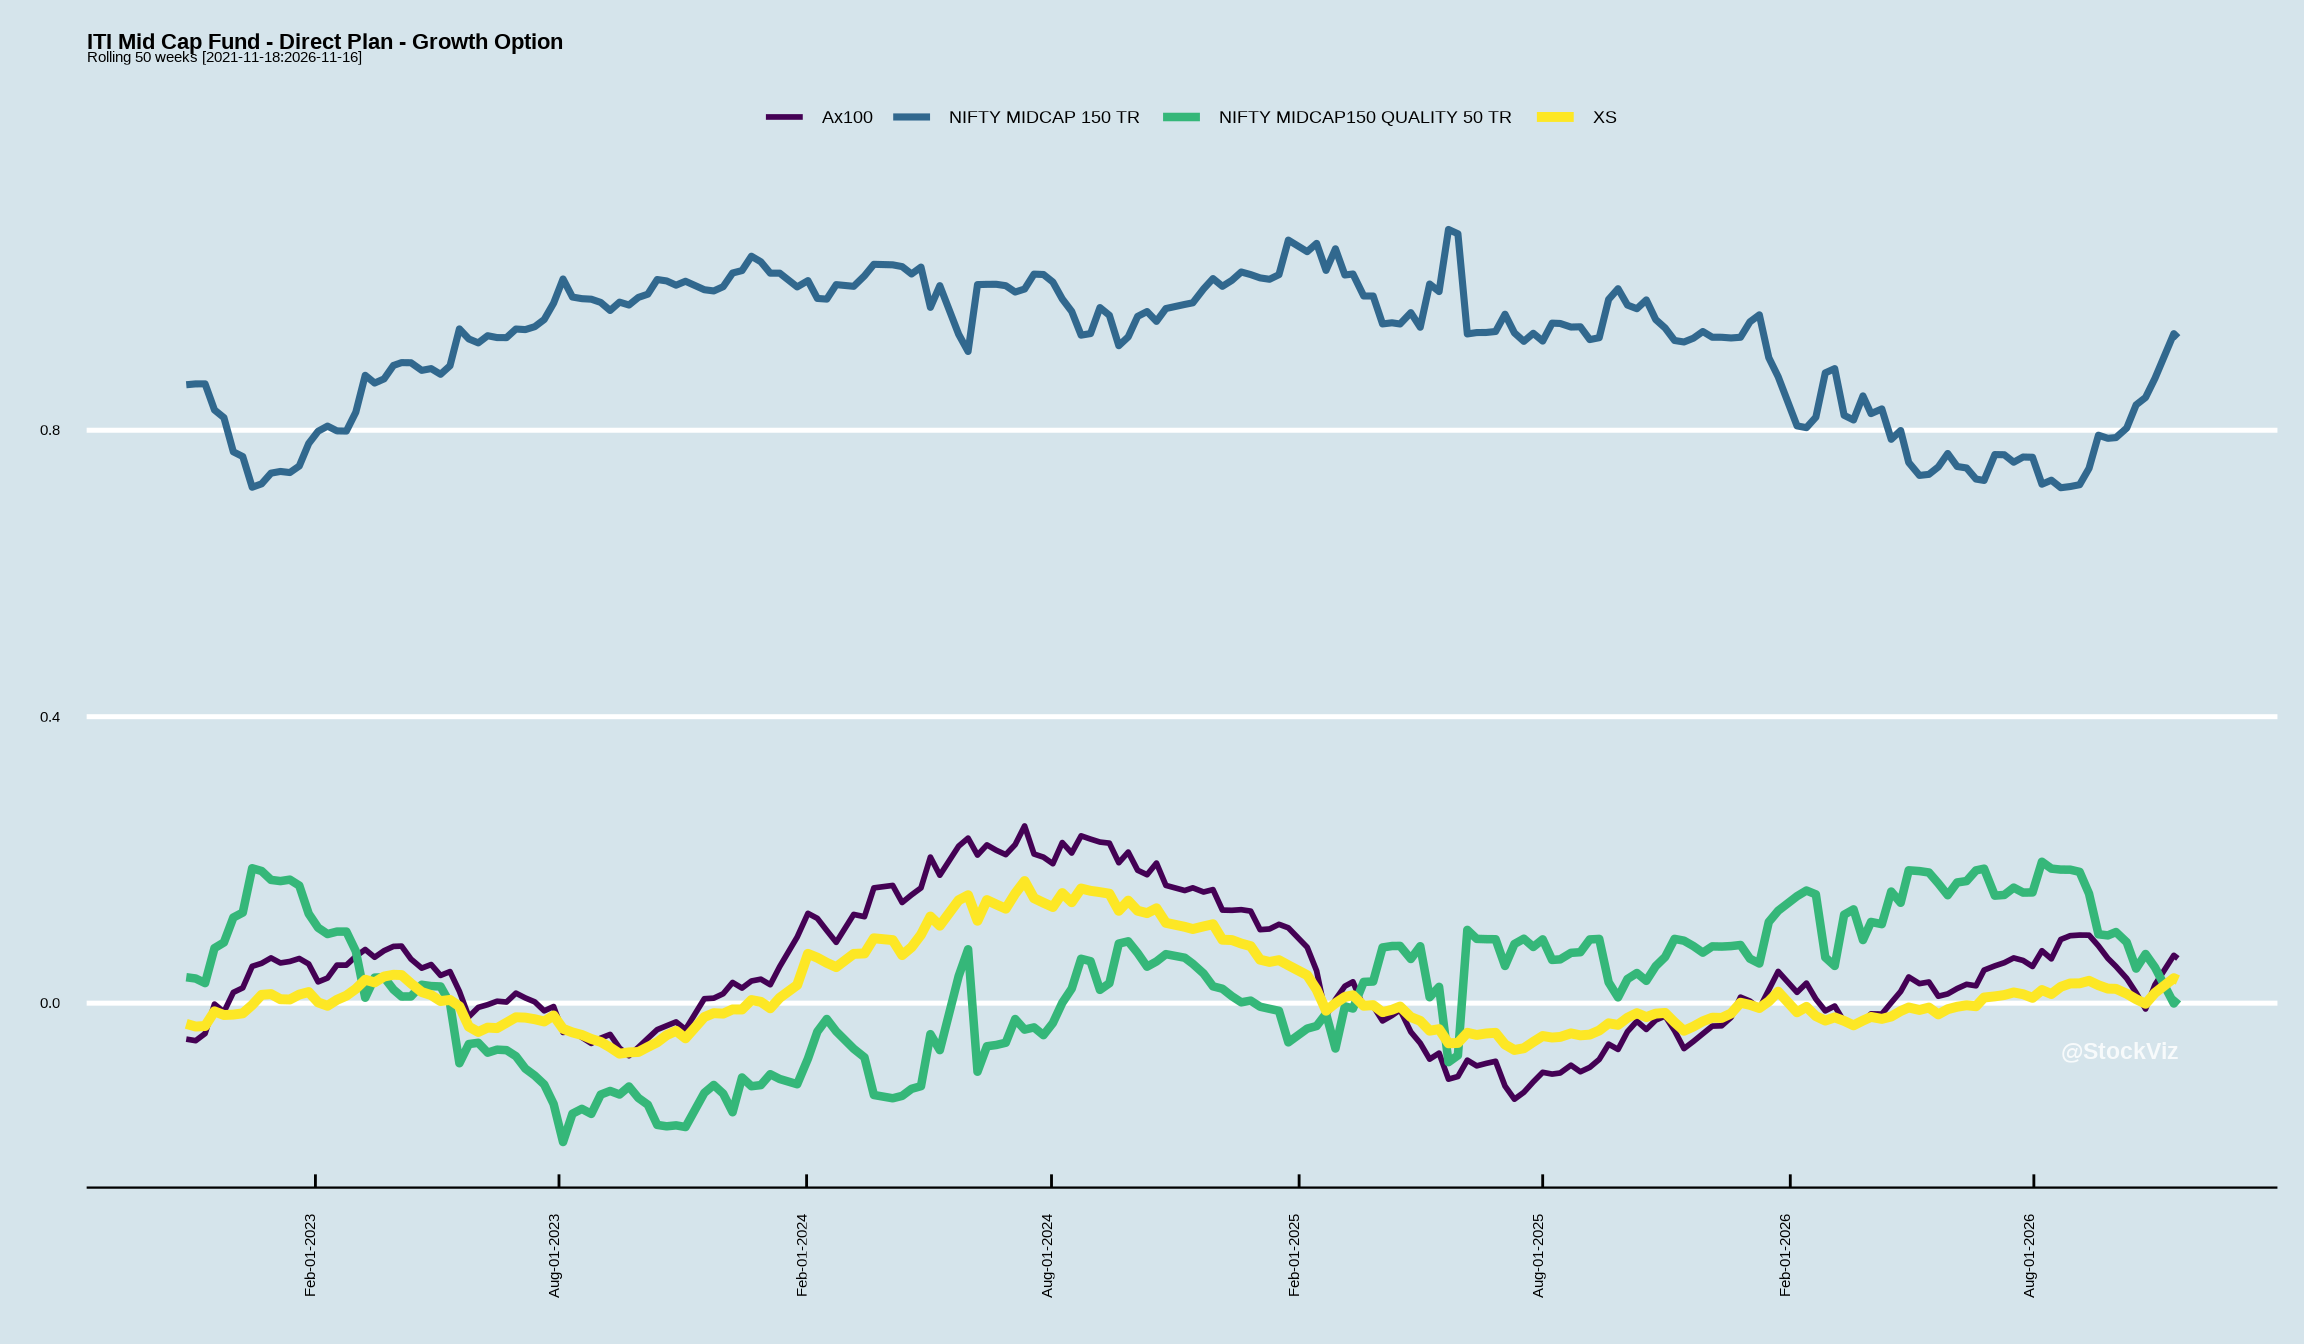 ITI Mid Cap Fund - Direct Plan - Growth Option
Rolling 50 weeks [2021-11-18:2026-11-16]
Ax100 NIFTY MIDCAP 150 TR NIFTY MIDCAP150 QUALITY 50 TR XS
0.8
0.4
0.0
@StockViz
Feb-01-2023 Aug-01-2023 Feb-01-2024 Aug-01-2024 Feb-01-2025 Aug-01-2025 Feb-01-2026 Aug-01-2026